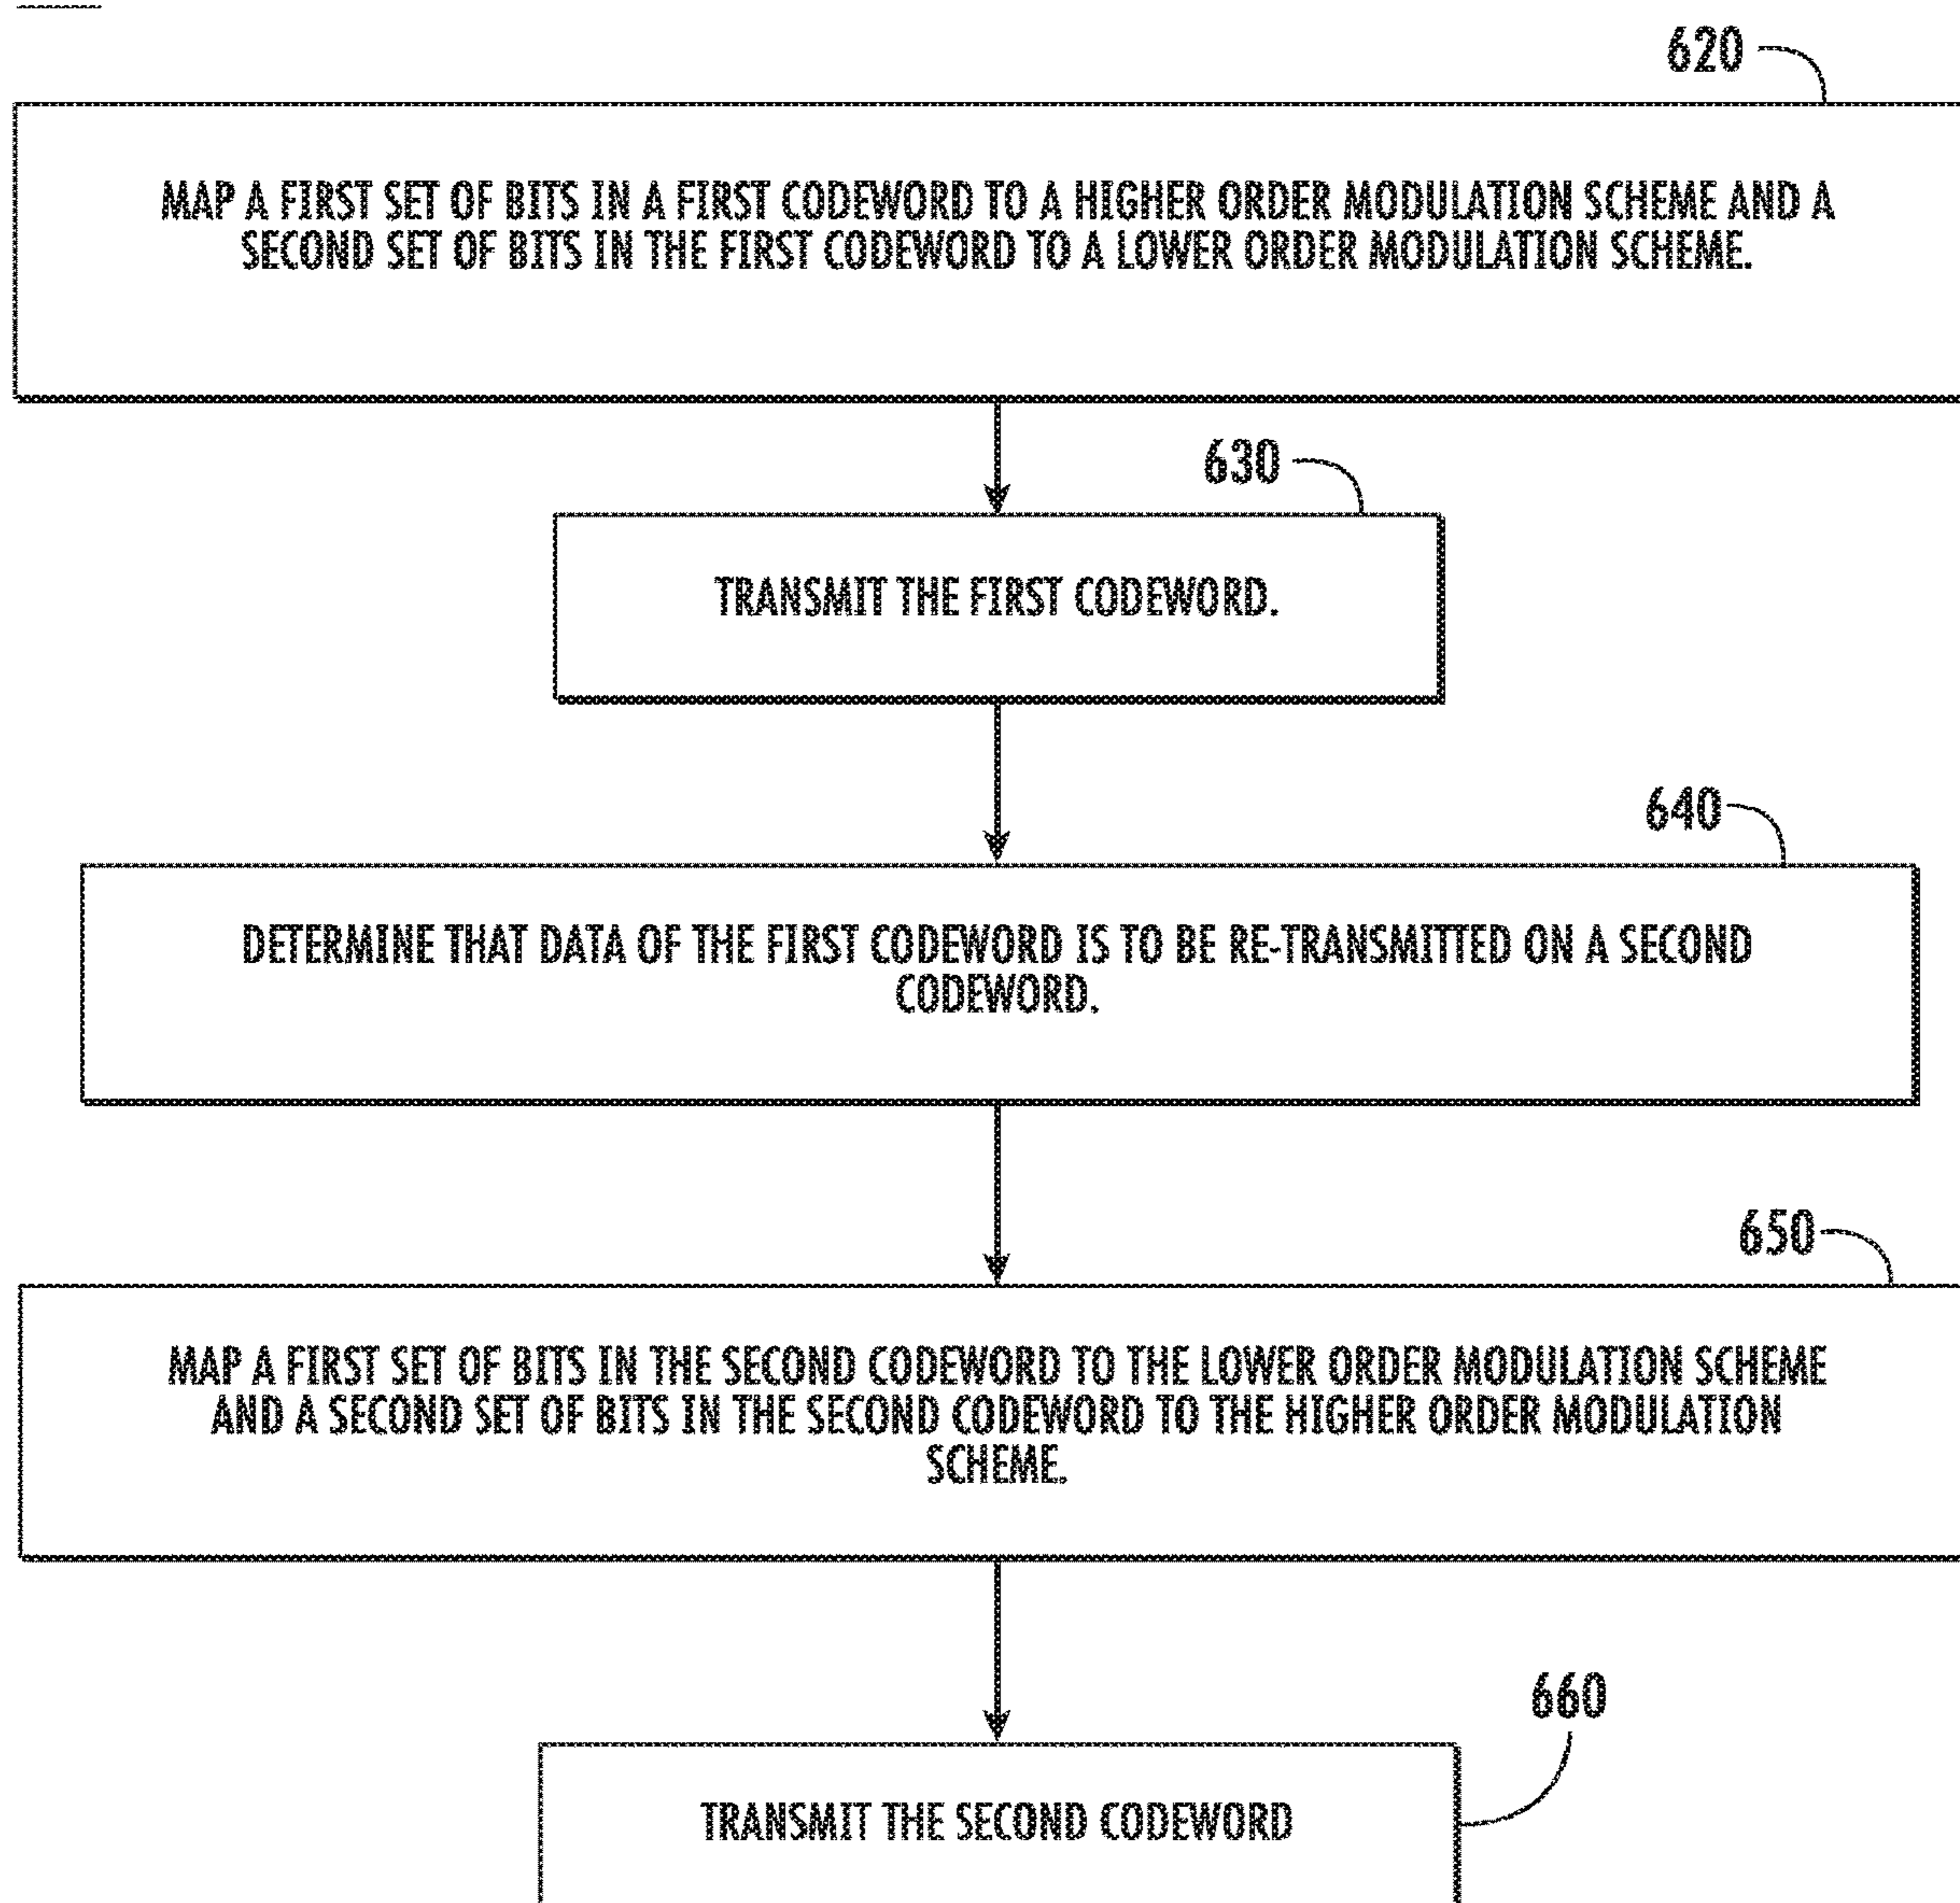 620
MAP A FIRST SET OF BITS IN A FIRST CODEWORD TO A HIGHER ORDER MODULATION SCHEME AND A
SECOND SET OF BITS IN THE FIRST CODEWORD TO A LOWER ORDER MODULATION SCHEME.
630
TRANSMIT THE FIRST CODEWORD.
640
DETERMINE THAT DATA OF THE FIRST CODEWORD IS TO BE RE-TRANSMITTED ON A SECOND
CODEWORD.
650
MAP A FIRST SET OF BITS IN THE SECOND CODEWORD TO THE LOWER ORDER MODULATION SCHEME
AND A SECOND SET OF BITS IN THE SECOND CODEWORD TO THE HIGHER ORDER MODULATION
SCHEME.
660
TRANSMIT THE SECOND CODEWORD